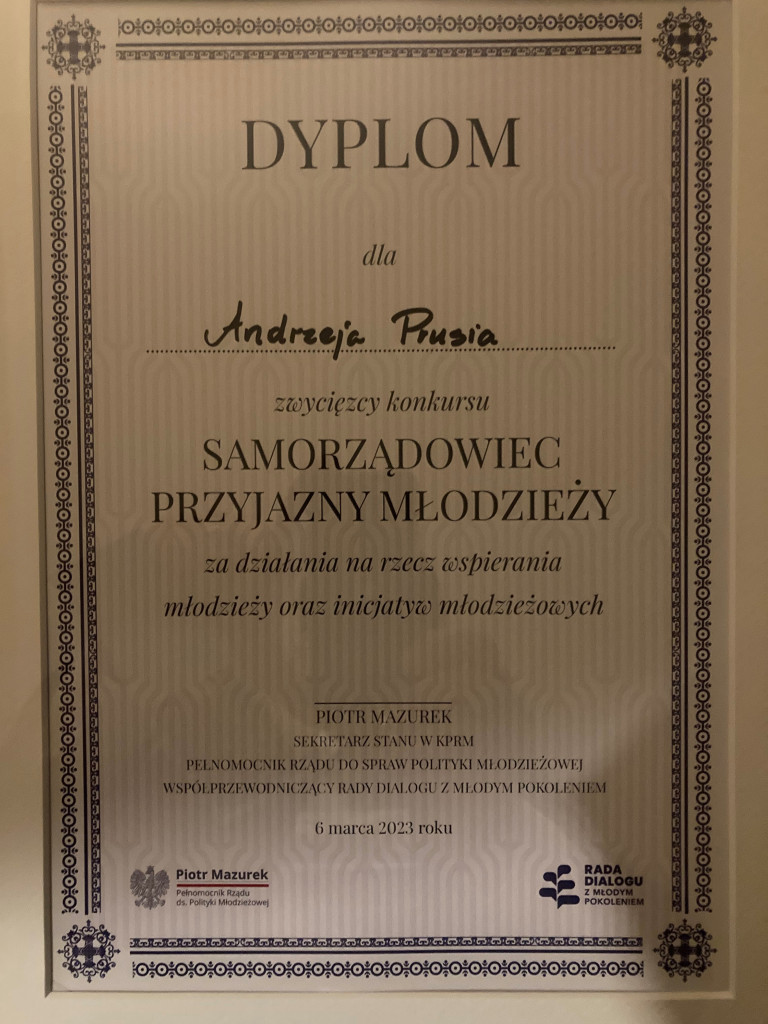 DYPLOM
dla
Andrzeja Prusia
zwycięzcy konkursu
SAMORZĄDOWIEC
PRZYJAZNY MŁODZIEŻY
za działania na rzecz wspierania
młodzieży oraz inicjatyw młodzieżowych
PIOTR MAZUREK
SEKRETARZ STANU W KPRM
PEŁNOMOCNIK RZĄDU DO SPRAW POLITYKI MŁODZIEŻOWEJ
WSPÓŁPRZEWODNICZĄCY RADY DIALOGU Z MŁODYM POKOLENIEM
6 marca 2023 roku
Piotr Mazurek
Pełnomocnik Rządu
ds. Polityki Młodzieżowej
RADA
DIALOGU
Z MŁODYM
POKOLENIEM